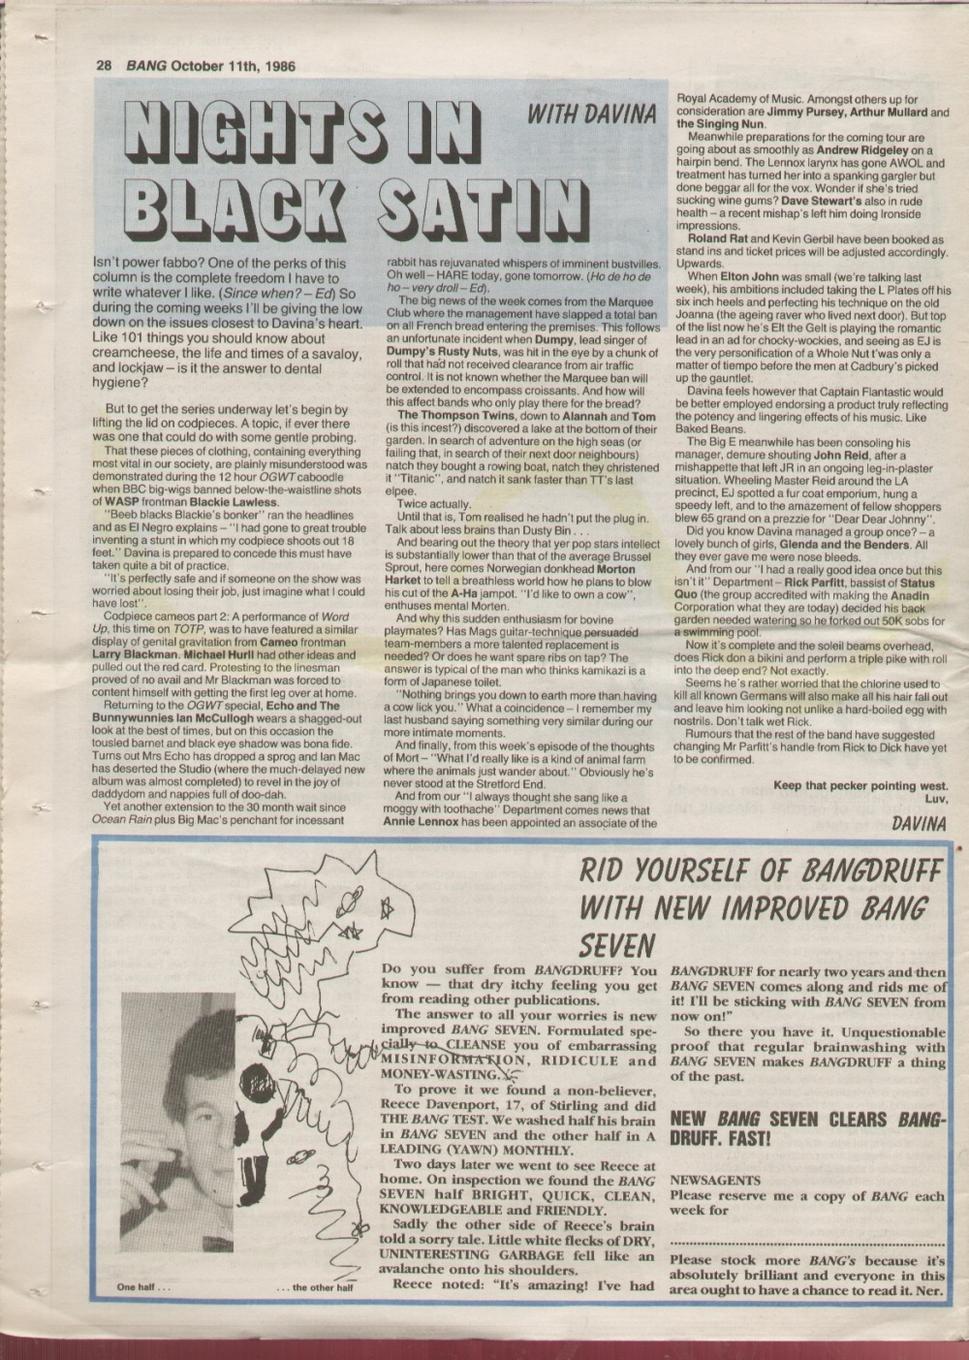 28 BANG October 11th, 1986
NIGHTS IN
BLACK SATIN
WITH DAVINA
Isn't power fabbo? One of the perks of this
column is the complete freedom I have to
write whatever I like. (Since when? – Ed) So
during the coming weeks I'll be giving the low
down on the issues closest to Davina's heart.
Like 101 things you should know about
creamcheese, the life and times of a saveloy,
and lockjaw – is it the answer to dental
hygiene?
But to get the series underway let's begin by
lifting the lid on codpieces. A topic, if ever there
was one that could do with some gentle probing.
That these pieces of clothing, containing everything
most vital in our society, are plainly misunderstood was
demonstrated during the 12 hour OGWT caboodle
when BBC big-wigs banned below-the-waistline shots
of WASP frontman Blackie Lawless.
"Beeb blacks Blackie's bonker" ran the headlines
and as El Negro explains – "I had gone to great trouble
inventing a stunt in which my codpiece shoots out 18
feet." Davina is prepared to concede this must have
taken quite a bit of practice.
"It's perfectly safe and if someone on the show was
worried about losing their job, just imagine what I could
have lost".
Codpiece cameos part 2: A performance of Word
Up, this time on TOTP, was to have featured a similar
display of genital gravitation from Cameo frontman
Larry Blackman. Michael Hurll had other ideas and
pulled out the red card. Protesting to the linesman
proved of no avail and Mr Blackman was forced to
content himself with getting the first leg over at home.
Returning to the OGWT special, Echo and The
Bunnywunnies Ian McCullogh wears a shagged-out
look at the best of times, but on this occasion the
tousled barnet and black eye shadow was bona fide.
Turns out Mrs Echo has dropped a sprog and Ian Mac
has deserted the Studio (where the much-delayed new
album was almost completed) to revel in the joy of
daddydom and nappies full of doo-dah.
Yet another extension to the 30 month wait since
Ocean Rain plus Big Mac's penchant for incessant
rabbit has rejuvanated whispers of imminent bustvilles.
Oh well – HARE today, gone tomorrow. (Ho de ho de
ho – very droll – Ed).
The big news of the week comes from the Marquee
Club where the management have slapped a total ban
on all French bread entering the premises. This follows
an unfortunate incident when Dumpy, lead singer of
Dumpy's Rusty Nuts, was hit in the eye by a chunk of
roll that had not received clearance from air traffic
control. It is not known whether the Marquee ban will
be extended to encompass croissants. And how will
this affect bands who only play there for the bread?
The Thompson Twins, down to Alannah and Tom
(is this incest?) discovered a lake at the bottom of their
garden. In search of adventure on the high seas (or
failing that, in search of their next door neighbours)
natch they bought a rowing boat, natch they christened
it "Titanic", and natch it sank faster than TT's last
elpee.
Twice actually.
Until that is, Tom realised he hadn't put the plug in.
Talk about less brains than Dusty Bin . . .
And bearing out the theory that yer pop stars intellect
is substantially lower than that of the average Brussel
Sprout, here comes Norwegian donkhead Morton
Harket to tell a breathless world how he plans to blow
his cut of the A-Ha jampot. "I'd like to own a cow",
enthuses mental Morten.
And why this sudden enthusiasm for bovine
playmates? Has Mags guitar-technique persuaded
team-members a more talented replacement is
needed? Or does he want spare ribs on tap? The
answer is typical of the man who thinks kamikazi is a
form of Japanese toilet.
"Nothing brings you down to earth more than having
a cow lick you." What a coincidence – I remember my
last husband saying something very similar during our
more intimate moments.
And finally, from this week's episode of the thoughts
of Mort – "What I'd really like is a kind of animal farm
where the animals just wander about." Obviously he's
never stood at the Stretford End.
And from our "I always thought she sang like a
moggy with toothache" Department comes news that
Annie Lennox has been appointed an associate of the
Royal Academy of Music. Amongst others up for
consideration are Jimmy Pursey, Arthur Mullard and
the Singing Nun.
Meanwhile preparations for the coming tour are
going about as smoothly as Andrew Ridgeley on a
hairpin bend. The Lennox larynx has gone AWOL and
treatment has turned her into a spanking gargler but
done beggar all for the vox. Wonder if she's tried
sucking wine gums? Dave Stewart's also in rude
health – a recent mishap's left him doing Ironside
impressions.
Roland Rat and Kevin Gerbil have been booked as
stand ins and ticket prices will be adjusted accordingly.
Upwards.
When Elton John was small (we're talking last
week), his ambitions included taking the L Plates off his
six inch heels and perfecting his technique on the old
Joanna (the ageing raver who lived next door). But top
of the list now he's Elt the Gelt is playing the romantic
lead in an ad for chocky-wockies, and seeing as EJ is
the very personification of a Whole Nut t'was only a
matter of tiempo before the men at Cadbury's picked
up the gauntlet.
Davina feels however that Captain Flantastic would
be better employed endorsing a product truly reflecting
the potency and lingering effects of his music. Like
Baked Beans.
The Big E meanwhile has been consoling his
manager, demure shouting John Reid, after a
mishappette that left JR in an ongoing leg-in-plaster
situation. Wheeling Master Reid around the LA
precinct, EJ spotted a fur coat emporium, hung a
speedy left, and to the amazement of fellow shoppers
blew 65 grand on a prezzie for "Dear Dear Johnny".
Did you know Davina managed a group once? – a
lovely bunch of girls, Glenda and the Benders. All
they ever gave me were nose bleeds.
And from our "I had a really good idea once but this
isn't it" Department – Rick Parfitt, bassist of Status
Quo (the group accredited with making the Anadin
Corporation what they are today) decided his back
garden needed watering so he forked out 50K sobs for
a swimming pool.
Now it's complete and the soleil beams overhead,
does Rick don a bikini and perform a triple pike with roll
into the deep end? Not exactly.
Seems he's rather worried that the chlorine used to
kill all known Germans will also make all his hair fall out
and leave him looking not unlike a hard-boiled egg with
nostrils. Don't talk wet Rick.
Rumours that the rest of the band have suggested
changing Mr Parfitt's handle from Rick to Dick have yet
to be confirmed.
Keep that pecker pointing west.
Luv,
DAVINA
RID YOURSELF OF BANGDRUFF
WITH NEW IMPROVED BANG
SEVEN
Do you suffer from BANGDRUFF? You
know — that dry itchy feeling you get
from reading other publications.
The answer to all your worries is new
improved BANG SEVEN. Formulated spe-
cially to CLEANSE you of embarrassing
MISINFORMATION, RIDICULE and
MONEY-WASTING.
To prove it we found a non-believer,
Reece Davenport, 17, of Stirling and did
THE BANG TEST. We washed half his brain
in BANG SEVEN and the other half in A
LEADING (YAWN) MONTHLY.
Two days later we went to see Reece at
home. On inspection we found the BANG
SEVEN half BRIGHT, QUICK, CLEAN,
KNOWLEDGEABLE and FRIENDLY.
Sadly the other side of Reece's brain
told a sorry tale. Little white flecks of DRY,
UNINTERESTING GARBAGE fell like an
avalanche onto his shoulders.
Reece noted: "It's amazing! I've had
BANGDRUFF for nearly two years and then
BANG SEVEN comes along and rids me of
it! I'll be sticking with BANG SEVEN from
now on!"
So there you have it. Unquestionable
proof that regular brainwashing with
BANG SEVEN makes BANGDRUFF a thing
of the past.
NEW BANG SEVEN CLEARS BANG-
DRUFF. FAST!
NEWSAGENTS
Please reserve me a copy of BANG each
week for
Please stock more BANG's because it's
absolutely brilliant and everyone in this
area ought to have a chance to read it. Ner.
One half . . .
. . . the other half